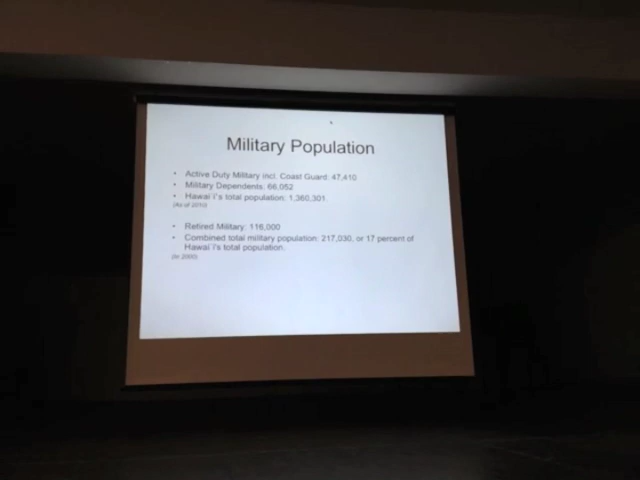 Military Population
• Active Duty Military incl. Coast Guard: 47,410
• Military Dependents: 66,052
• Hawai`i's total population: 1,360,301.
(As of 2010)
• Retired Military: 116,000
• Combined total military population: 217,030, or 17 percent of
Hawai`i's total population.
(In 2000)